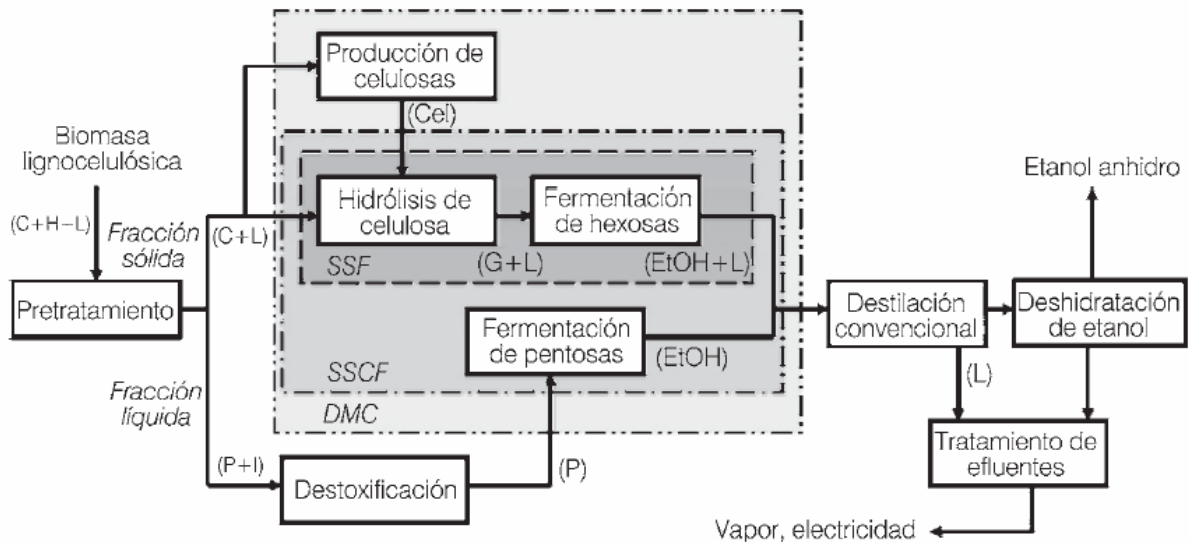 Producción de
celulosas
(Cel)
Biomasa
lignocelulósica
(C+H–L)
Fracción
sólida
(C+L)
Hidrólisis de
celulosa
Fermentación
de hexosas
SSF
(G+L)
(EtOH+L)
Etanol anhidro
Pretratamiento
Fermentación
de pentosas
(EtOH)
Destilación
convencional
Deshidratación
de etanol
(L)
SSCF
DMC
Fracción
líquida
(P+I)
Destoxificación
(P)
Tratamiento de
efluentes
Vapor, electricidad